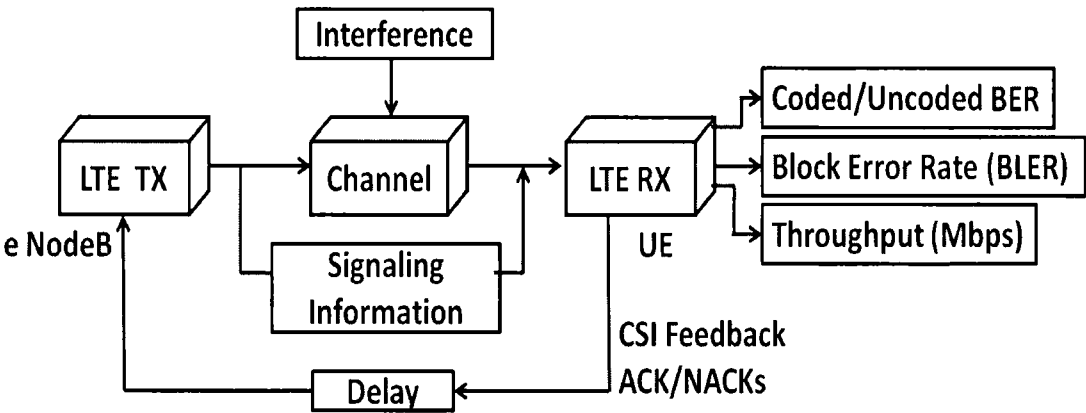 Interference
Coded/Uncoded BER
LTE TX
Channel
LTE RX
Block Error Rate (BLER)
Throughput (Mbps)
e NodeB
UE
Signaling
Information
CSI Feedback
ACK/NACKs
Delay